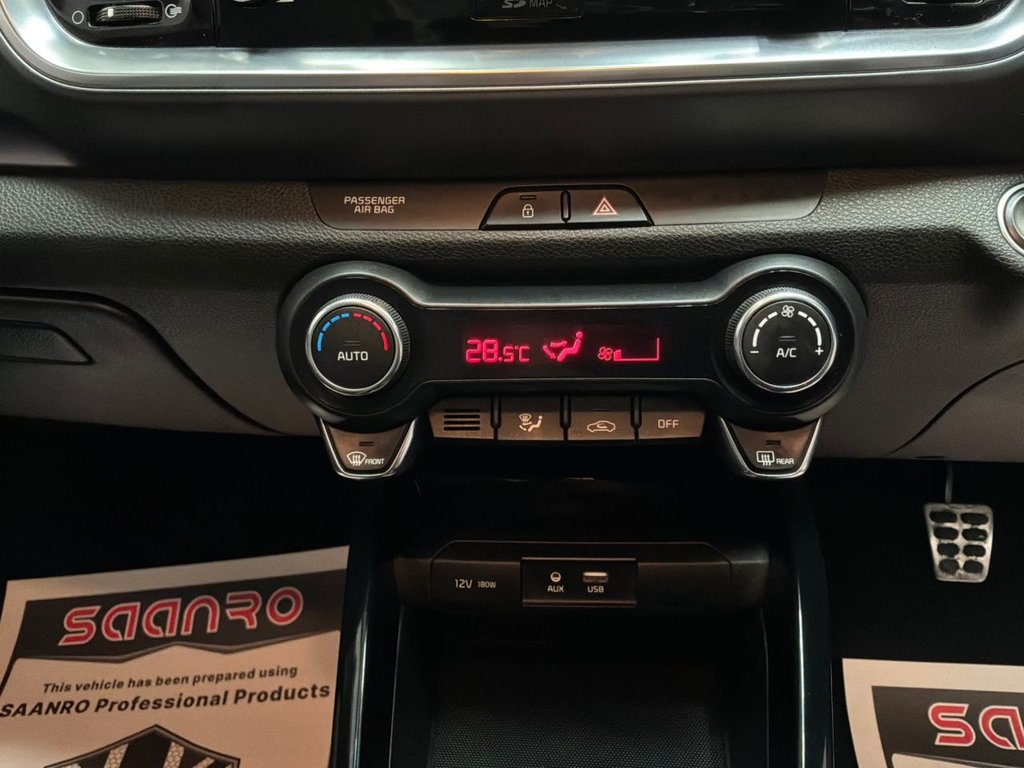 SD MAP
PASSENGER
AIR BAG
AUTO
28.5°C
- A/C +
OFF
FRONT
REAR
12V 180W
AUX USB
SAANRO
This vehicle has been prepared using
SAANRO Professional Products
SA